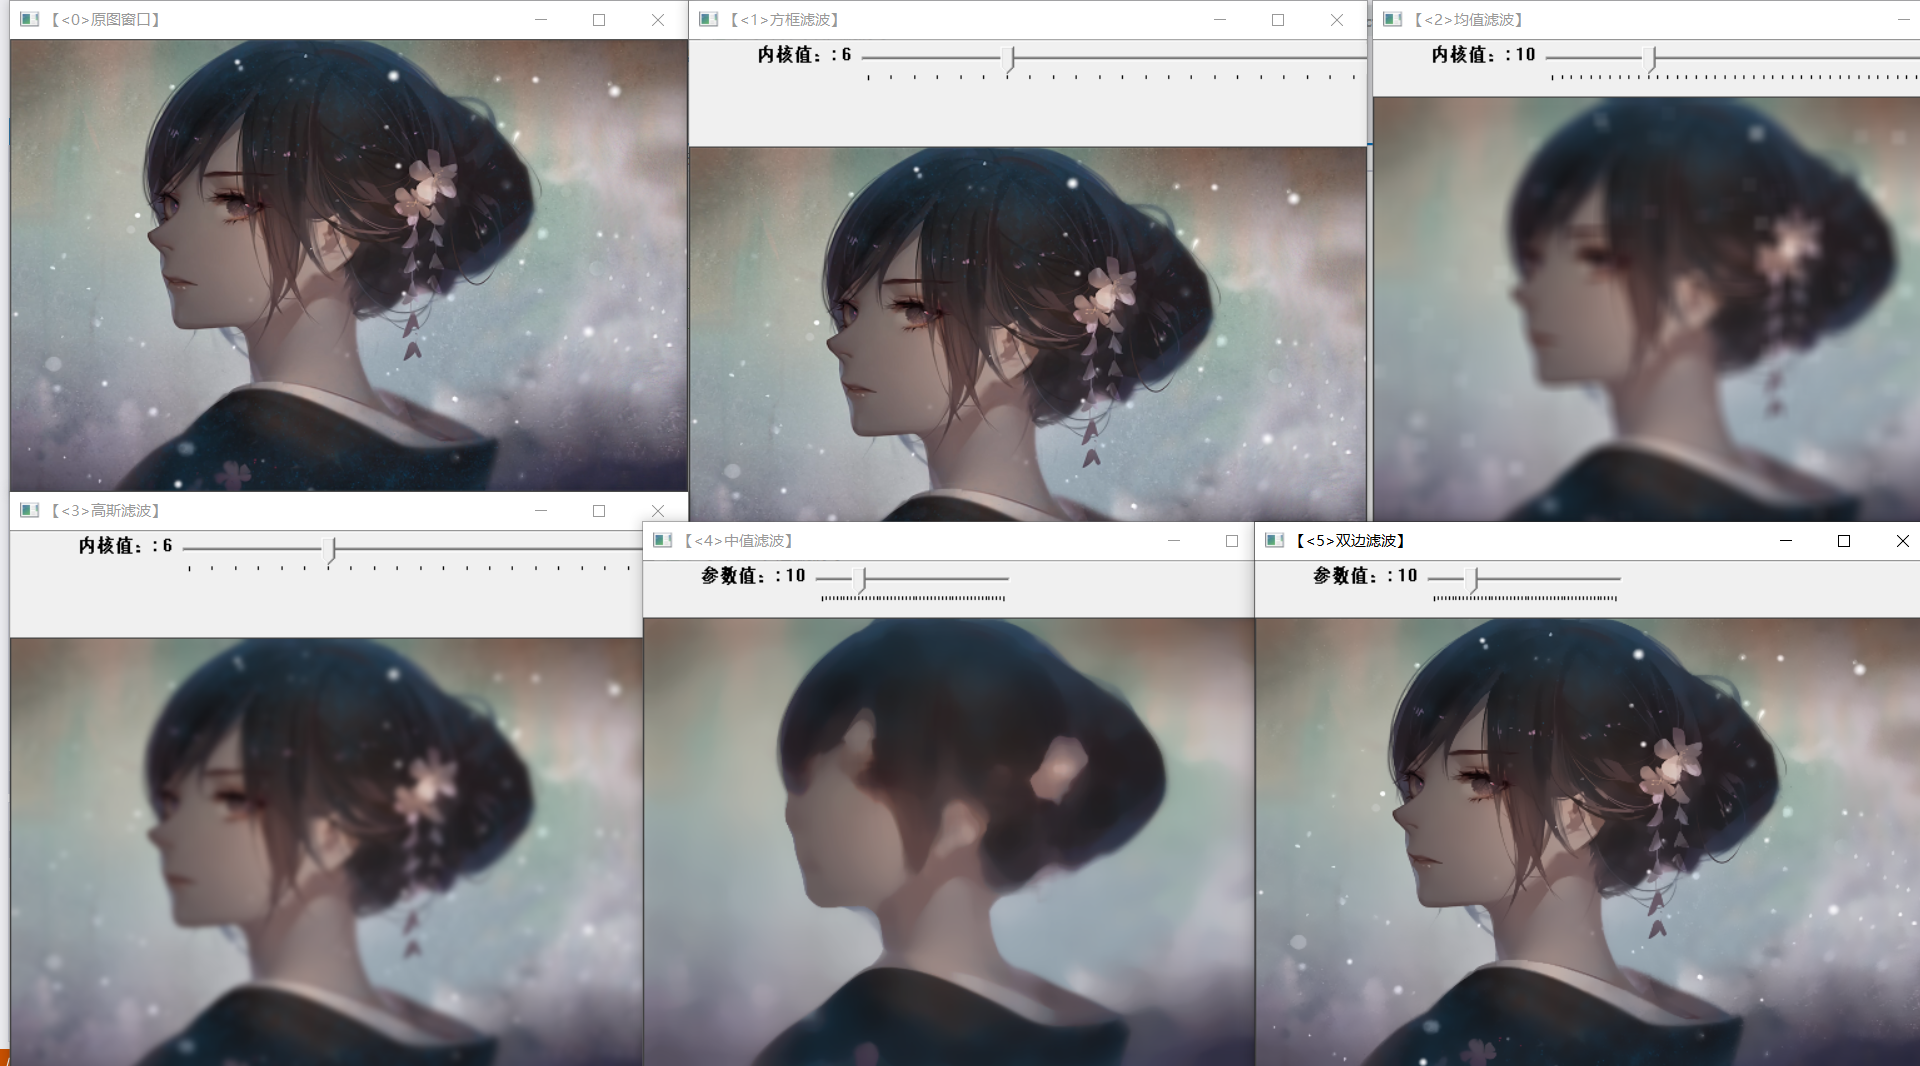 【<0>原图窗口】
【<1>方框滤波】
内核值：: 6
【<2>均值滤波】
内核值：: 10
【<3>高斯滤波】
内核值：: 6
【<4>中值滤波】
参数值：: 10
【<5>双边滤波】
参数值：: 10